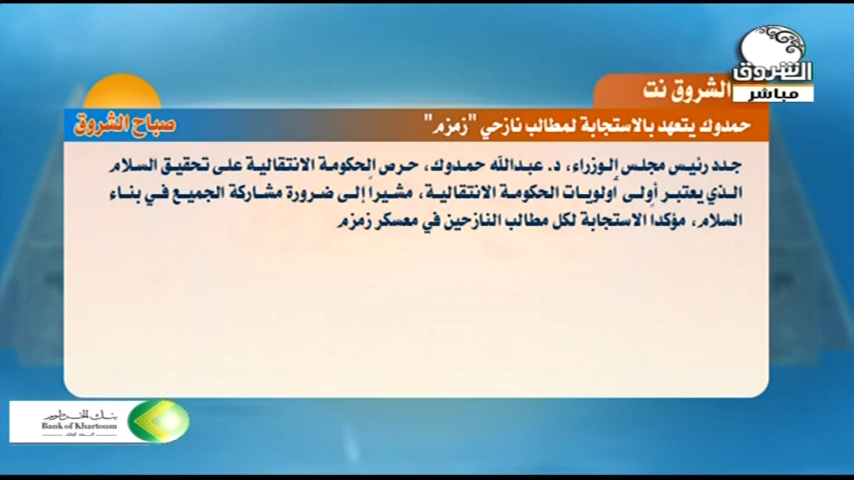 الشروق
مباشر
الشروق نت
حمدوك يتعهد بالاستجابة لمطالب نازحي "زمزم"
صباح الشروق
جدد رئيس مجلس الوزراء، د. عبدالله حمدوك، حرص الحكومة الانتقالية على تحقيق السلام
الذي يعتبر أولى أولويات الحكومة الانتقالية، مشيراً إلى ضرورة مشاركة الجميع في بناء
السلام، مؤكداً الاستجابة لكل مطالب النازحين في معسكر زمزم
بنك الخرطوم
Bank of Khartoum